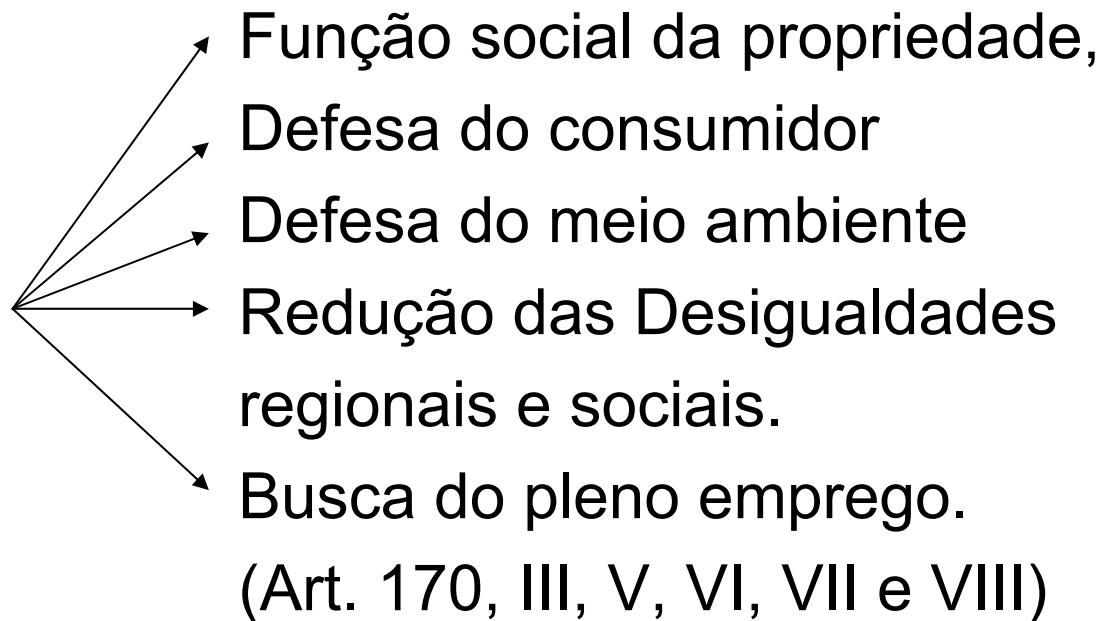 Função social da propriedade,
Defesa do consumidor
Defesa do meio ambiente
Redução das Desigualdades
regionais e sociais.
Busca do pleno emprego.
(Art. 170, III, V, VI, VII e VIII)